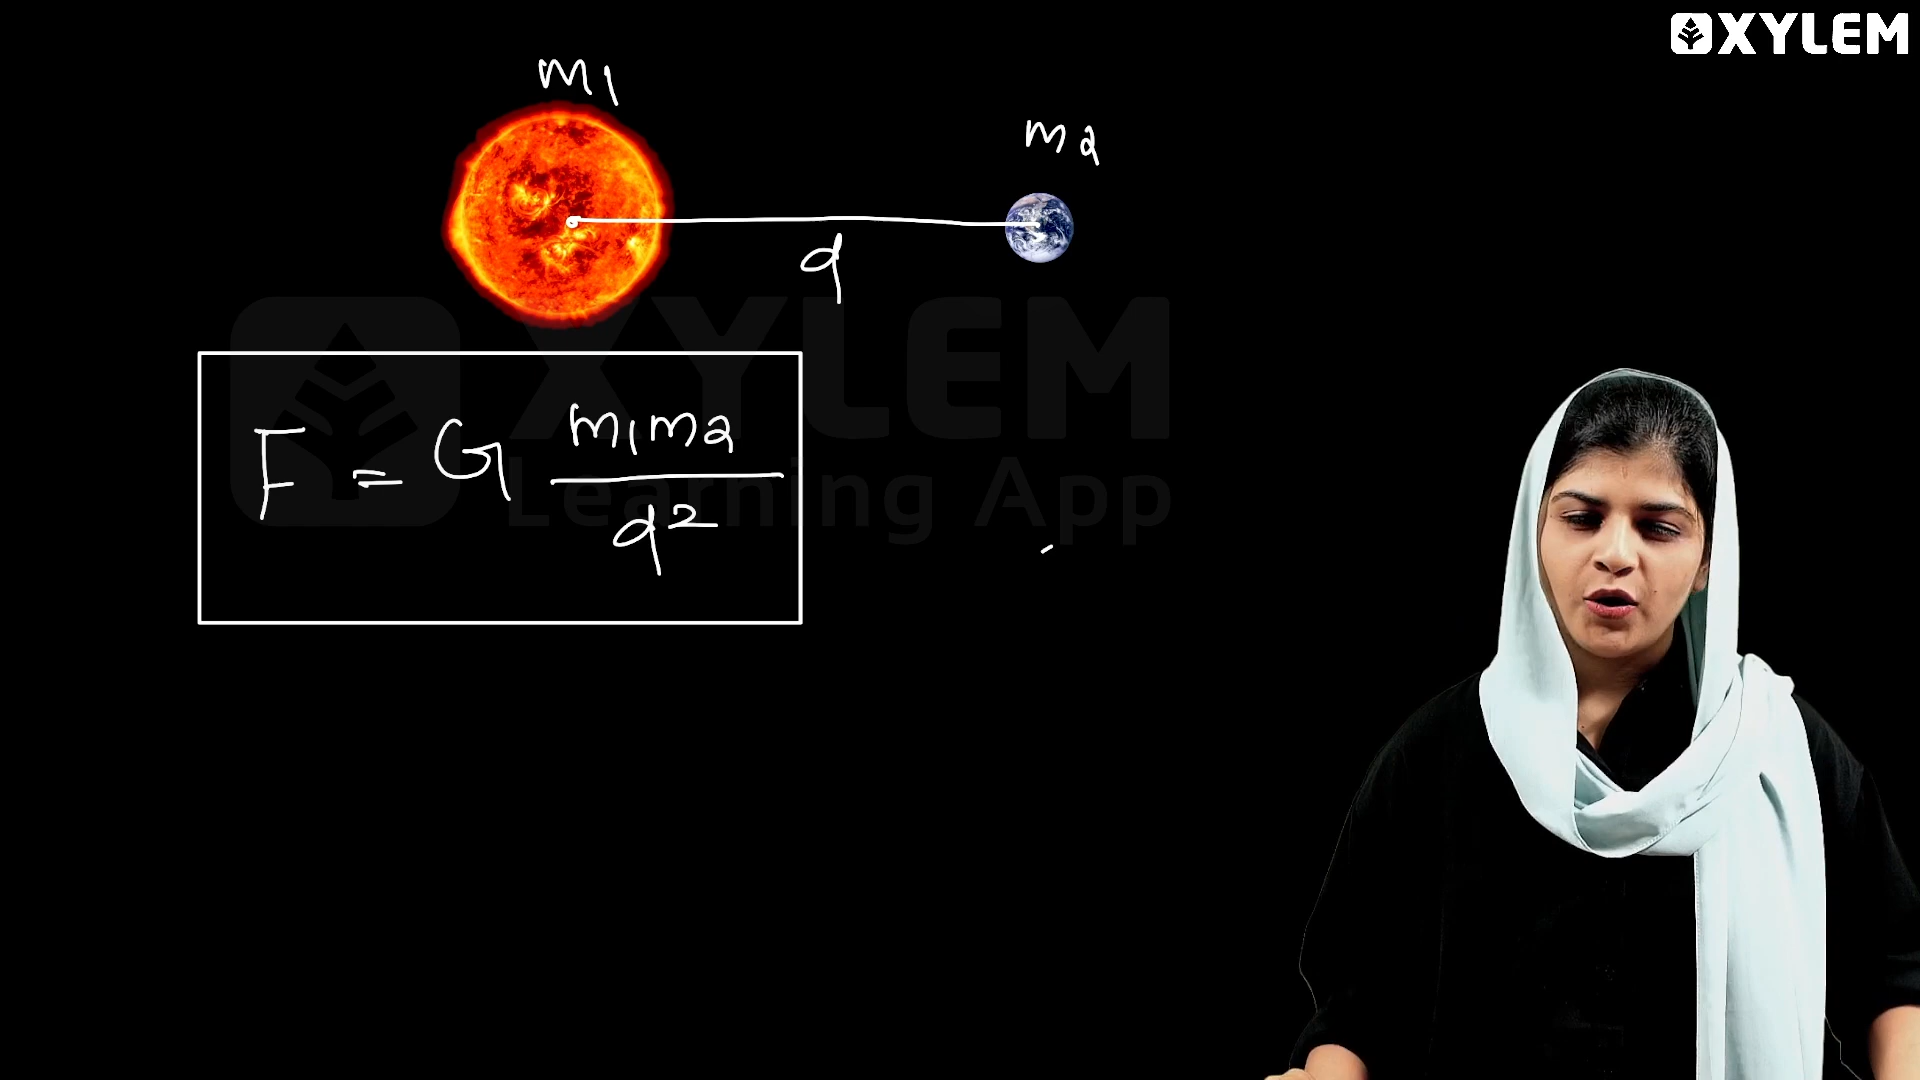 XYLEM
m1
m2
d
XYLEM
Learning App
F = G m1m2
d2